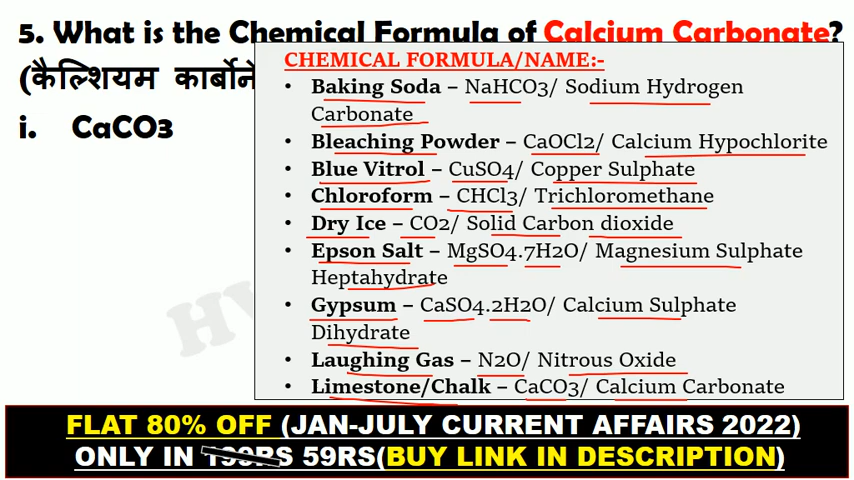 5. What is the Chemical Formula of Calcium Carbonate?
(कैल्शियम कार्बोने
i. CaCO3
CHEMICAL FORMULA/NAME:-
• Baking Soda – NaHCO3/ Sodium Hydrogen
Carbonate
• Bleaching Powder – CaOCl2/ Calcium Hypochlorite
• Blue Vitrol – CuSO4/ Copper Sulphate
• Chloroform – CHCl3/ Trichloromethane
• Dry Ice – CO2/ Solid Carbon dioxide
• Epson Salt – MgSO4.7H2O/ Magnesium Sulphate
Heptahydrate
• Gypsum – CaSO4.2H2O/ Calcium Sulphate
Dihydrate
• Laughing Gas – N2O/ Nitrous Oxide
• Limestone/Chalk – CaCO3/ Calcium Carbonate
FLAT 80% OFF (JAN-JULY CURRENT AFFAIRS 2022)
ONLY IN 199RS 59RS(BUY LINK IN DESCRIPTION)